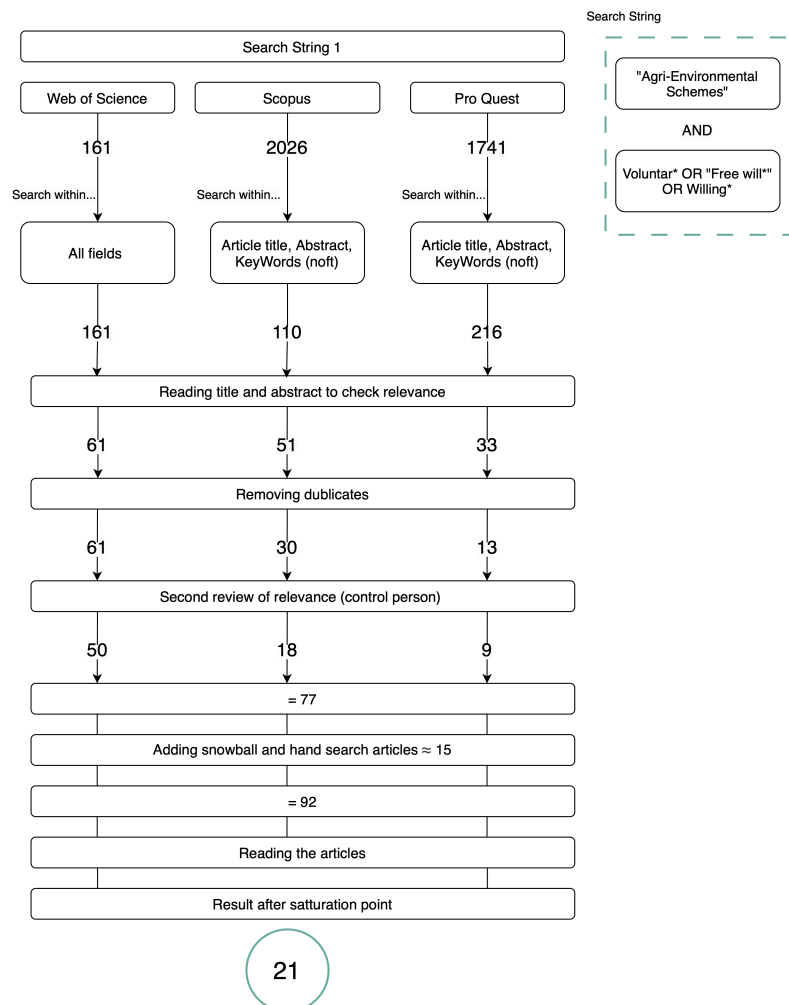 Search String
Search String 1
Web of Science
Scopus
Pro Quest
"Agri-Environmental
Schemes"
AND
Voluntar* OR "Free will*"
OR Willing*
161
2026
1741
Search within...
Search within...
Search within...
All fields
Article title, Abstract,
KeyWords (noft)
Article title, Abstract,
KeyWords (noft)
161
110
216
Reading title and abstract to check relevance
61
51
33
Removing dublicates
61
30
13
Second review of relevance (control person)
50
18
9
= 77
Adding snowball and hand search articles ≈ 15
= 92
Reading the articles
Result after satturation point
21